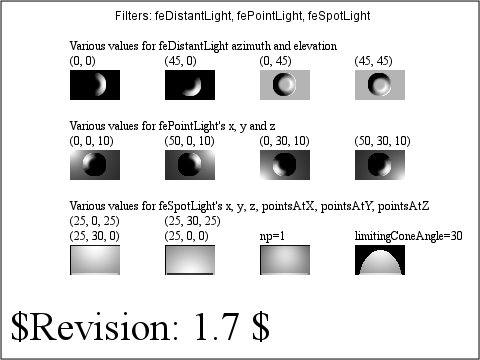 Filters: feDistantLight, fePointLight, feSpotLight
Various values for feDistantLight azimuth and elevation
(0, 0) (45, 0) (0, 45) (45, 45)
Various values for fePointLight's x, y and z
(0, 0, 10) (50, 0, 10) (0, 30, 10) (50, 30, 10)
Various values for feSpotLight's x, y, z, pointsAtX, pointsAtY, pointsAtZ
(25, 0, 25) (25, 30, 25)
(25, 30, 0) (25, 0, 0) np=1 limitingConeAngle=30
$Revision: 1.7 $